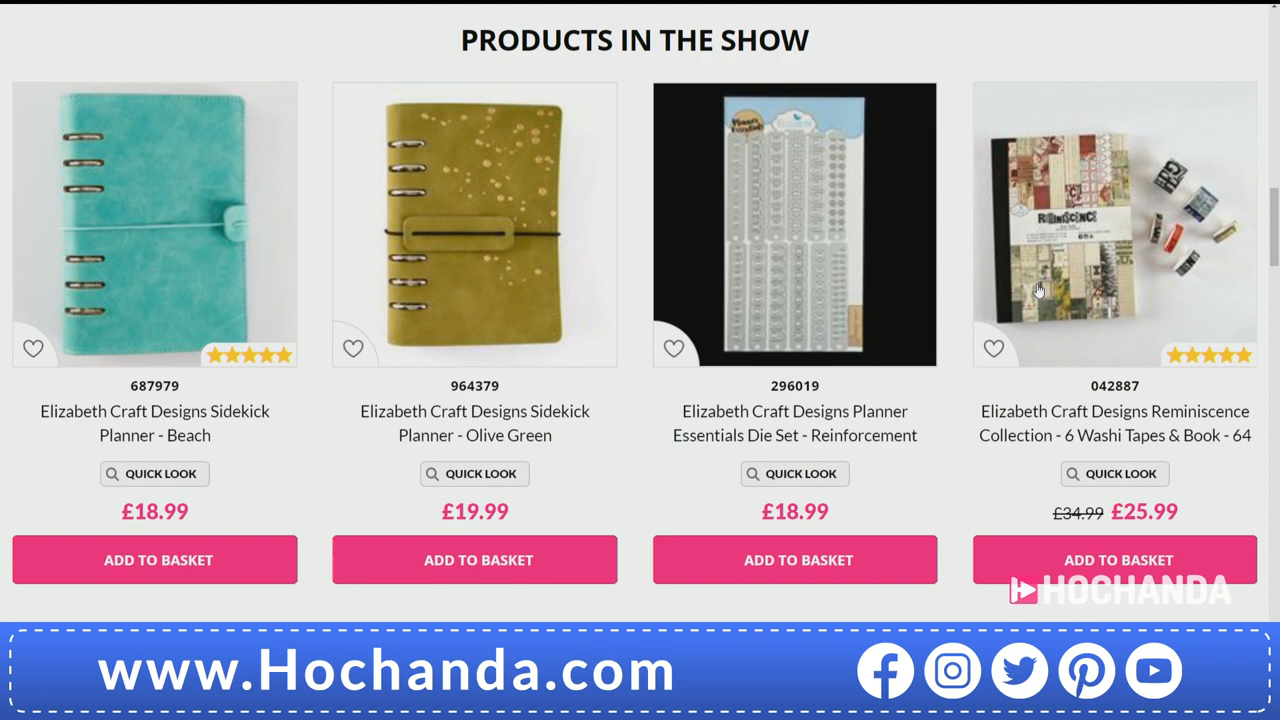 PRODUCTS IN THE SHOW
REMINISCENCE
687979
964379
296019
042887
Elizabeth Craft Designs Sidekick
Planner - Beach
Elizabeth Craft Designs Sidekick
Planner - Olive Green
Elizabeth Craft Designs Planner
Essentials Die Set - Reinforcement
Elizabeth Craft Designs Reminiscence
Collection - 6 Washi Tapes & Book - 64
QUICK LOOK
QUICK LOOK
QUICK LOOK
QUICK LOOK
£18.99
£19.99
£18.99
£34.99 £25.99
ADD TO BASKET
ADD TO BASKET
ADD TO BASKET
ADD TO BASKET
HOCHANDA
www.Hochanda.com